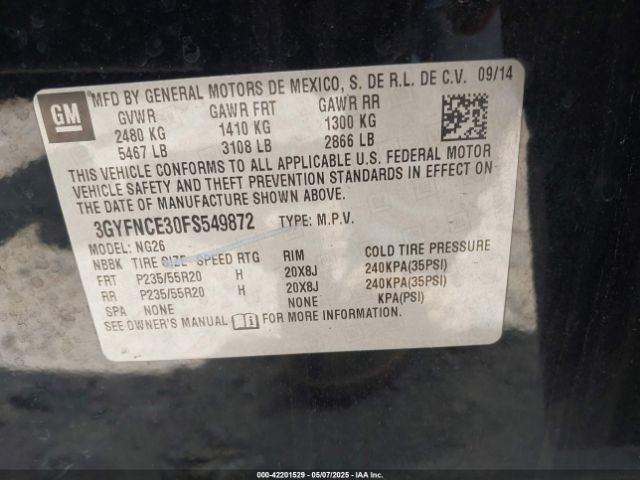 GM
MFD BY GENERAL MOTORS DE MEXICO, S. DE R.L. DE C.V. 09/14
GVWR GAWR FRT GAWR RR
2480 KG 1410 KG 1300 KG
5467 LB 3108 LB 2866 LB
THIS VEHICLE CONFORMS TO ALL APPLICABLE U.S. FEDERAL MOTOR
VEHICLE SAFETY AND THEFT PREVENTION STANDARDS IN EFFECT ON
THE DATE OF MANUFACTURE SHOWN ABOVE.
3GYFNCE30FS549872 TYPE: M.P.V.
MODEL: NG26
NBBK TIRE SIZE SPEED RTG RIM COLD TIRE PRESSURE
FRT P235/55R20 H 20X8J 240KPA(35PSI)
RR P235/55R20 H 20X8J 240KPA(35PSI)
SPA NONE NONE KPA(PSI)
SEE OWNER'S MANUAL FOR MORE INFORMATION.
000-42201529 - 05/07/2025 - IAAI.COM